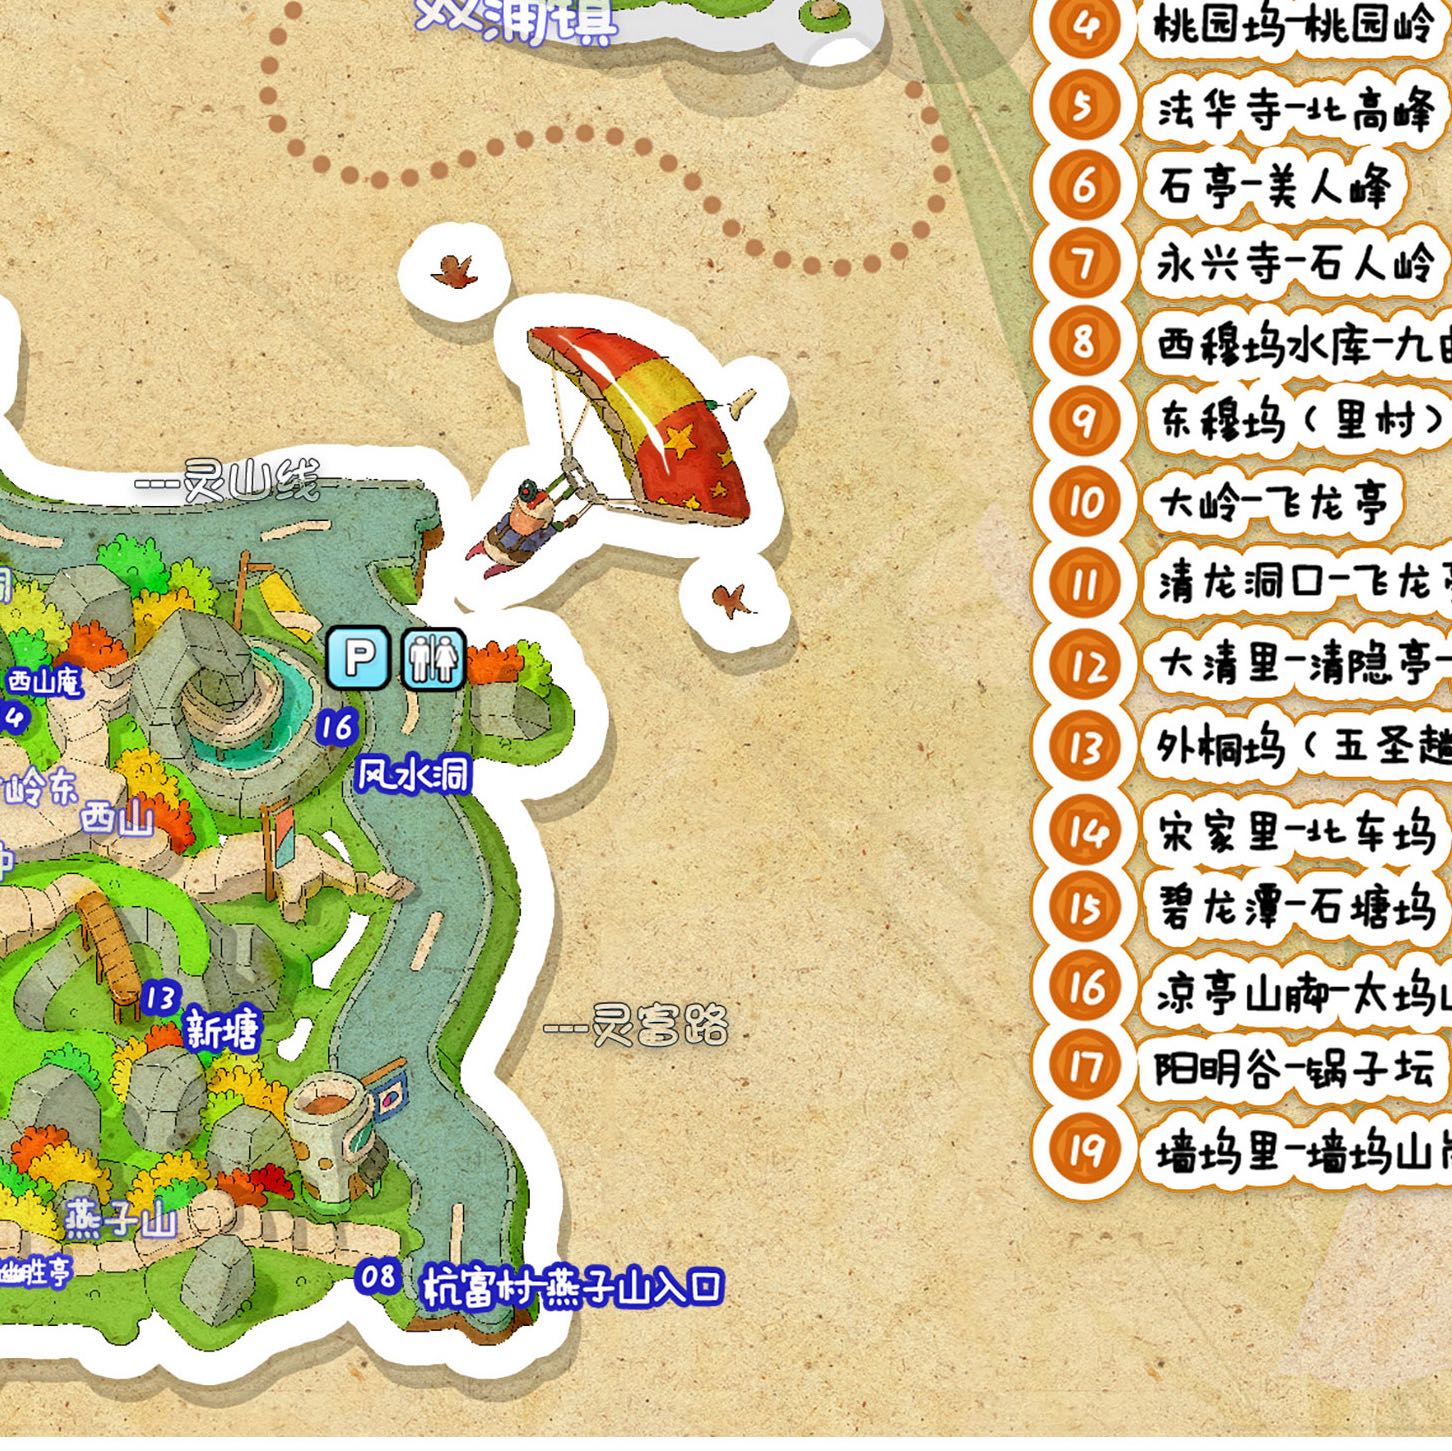 双浦镇
---灵山线
西山庵
P
16
风水洞
岭东
西山
13
新塘
---灵富路
燕子山
胜亭
08 杭富村-燕子山入口
4 桃园坞-桃园岭
5 法华寺-北高峰
6 石亭-美人峰
7 永兴寺-石人岭
8 西穆坞水库-九曲
9 东穆坞（里村）
10 大岭-飞龙亭
11 清龙洞口-飞龙亭
12 大清里-清隐亭-
13 外桐坞（五圣
14 宋家里-北车坞
15 碧龙潭-石塘坞
16 凉亭山脚-大坞山
17 阳明谷-锅子坛
19 墙坞里-墙坞山